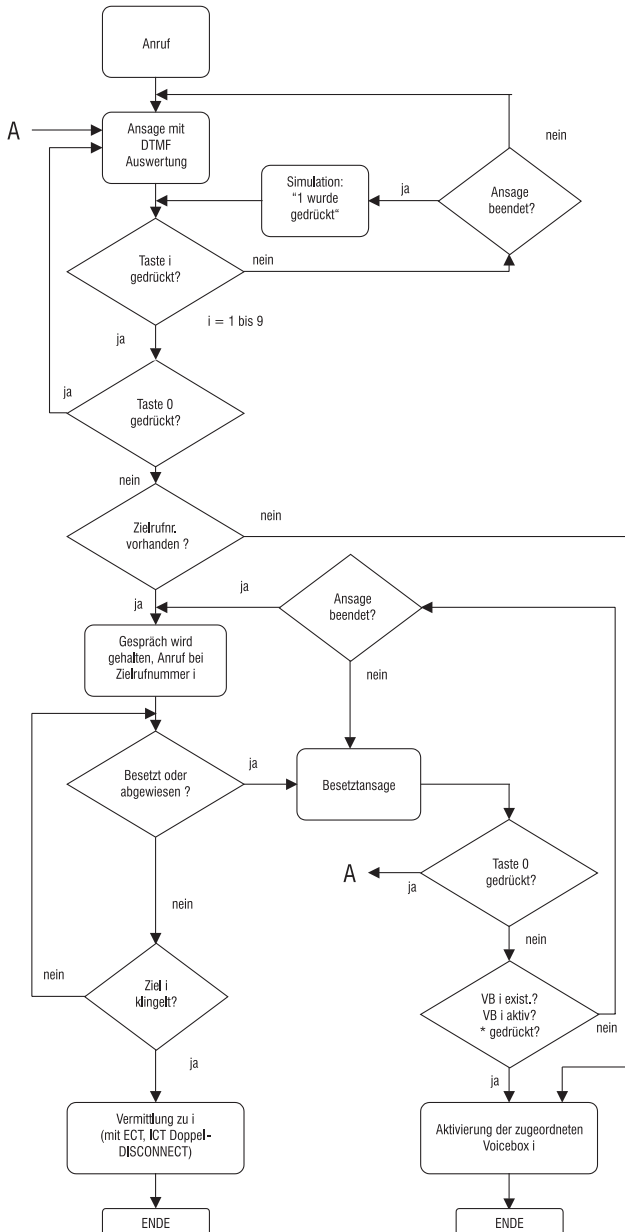 Anruf
A
Ansage mit
DTMF
Auswertung
nein
Simulation:
"1 wurde
gedrückt"
ja
Ansage
beendet?
Taste i
gedrückt?
nein
i = 1 bis 9
ja
ja
Taste 0
gedrückt?
nein
nein
Zielrufnr.
vorhanden ?
ja
ja
Ansage
beendet?
Gespräch wird
gehalten, Anruf bei
Zielrufnummer i
nein
Besetzt oder
abgewiesen ?
ja
Besetztansage
A
ja
Taste 0
gedrückt?
nein
nein
nein
Ziel i
klingelt?
VB i exist.?
VB i aktiv?
* gedrückt?
nein
ja
ja
Vermittlung zu i
(mit ECT, ICT Doppel-
DISCONNECT)
Aktivierung der zugeordneten
Voicebox i
ENDE
ENDE